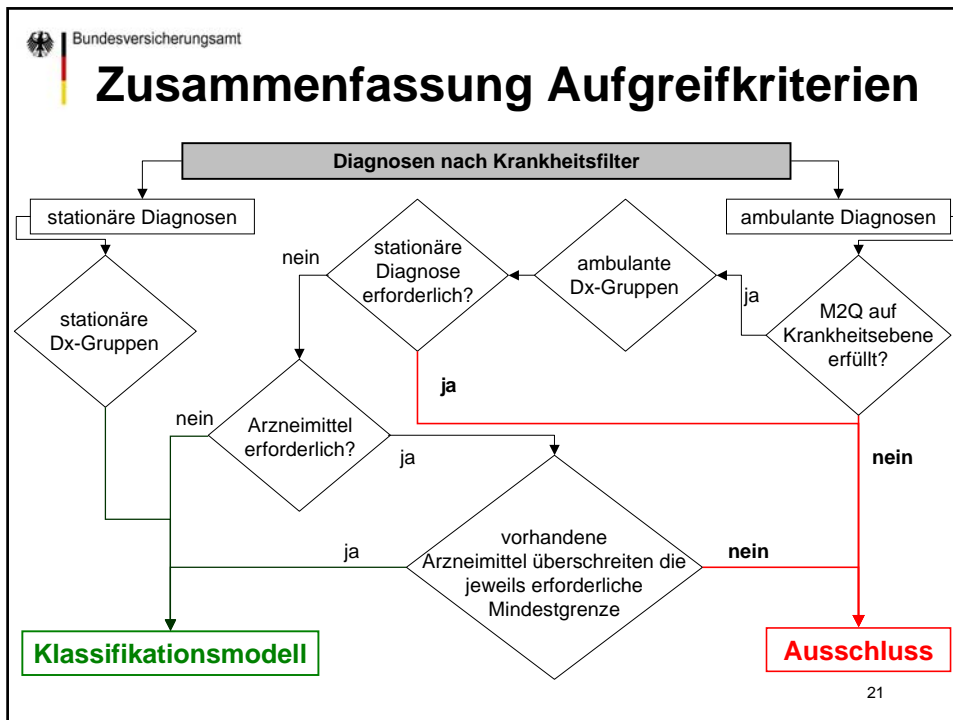 Bundesversicherungsamt
Zusammenfassung Aufgreifkriterien
Diagnosen nach Krankheitsfilter
stationäre Diagnosen
ambulante Diagnosen
nein
stationäre
Diagnose
erforderlich?
ambulante
Dx-Gruppen
ja
M2Q auf
Krankheitsebene
erfüllt?
stationäre
Dx-Gruppen
ja
nein
Arzneimittel
erforderlich?
ja
nein
ja
vorhandene
Arzneimittel überschreiten die
jeweils erforderliche
Mindestgrenze
nein
Klassifikationsmodell
Ausschluss
21